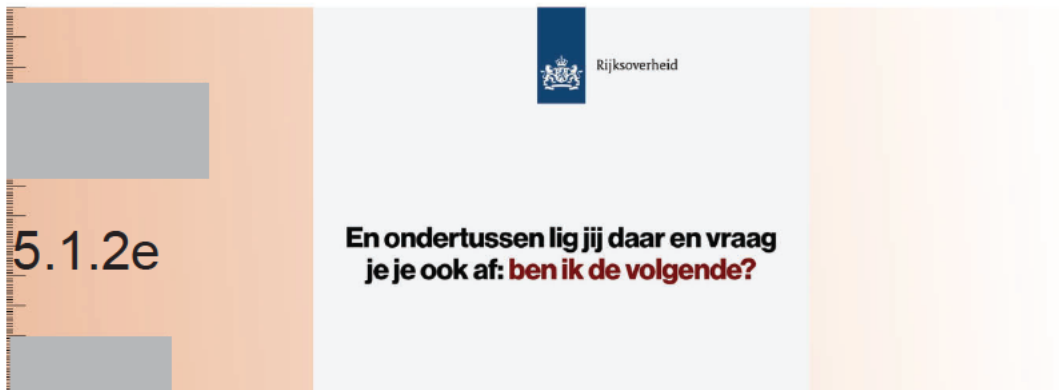 Rijksoverheid
5.1.2e
En ondertussen lig jij daar en vraag
je je ook af: ben ik de volgende?